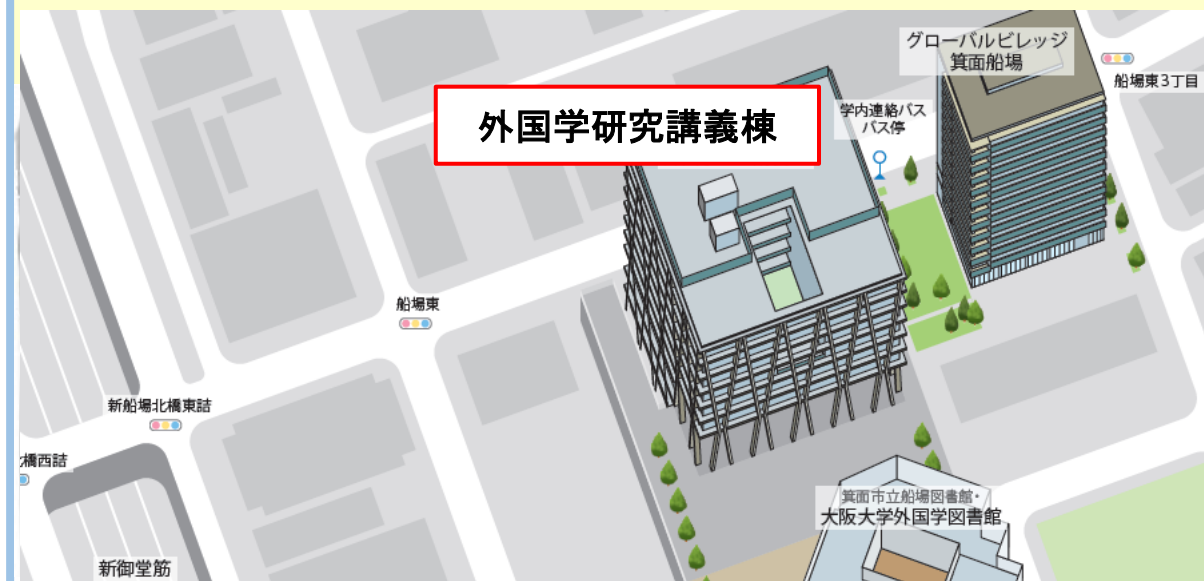 グローバルビレッジ
箕面船場
船場東3丁目
学内連絡バス
バス停
外国学研究講義棟
船場東
新船場北橋東詰
橋西詰
箕面市立船場図書館・
大阪大学外国学図書館
新御堂筋